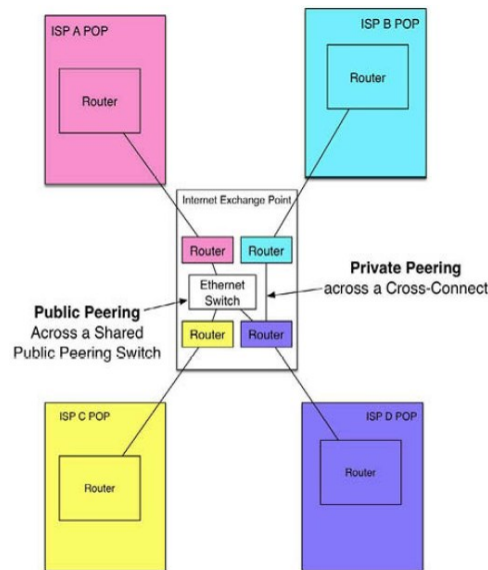 ISP A POP
ISP B POP
Router
Router
Internet Exchange Point
Router
Router
Ethernet
Switch
Private Peering
across a Cross-Connect
Public Peering
Across a Shared
Public Peering Switch
Router
Router
ISP C POP
ISP D POP
Router
Router